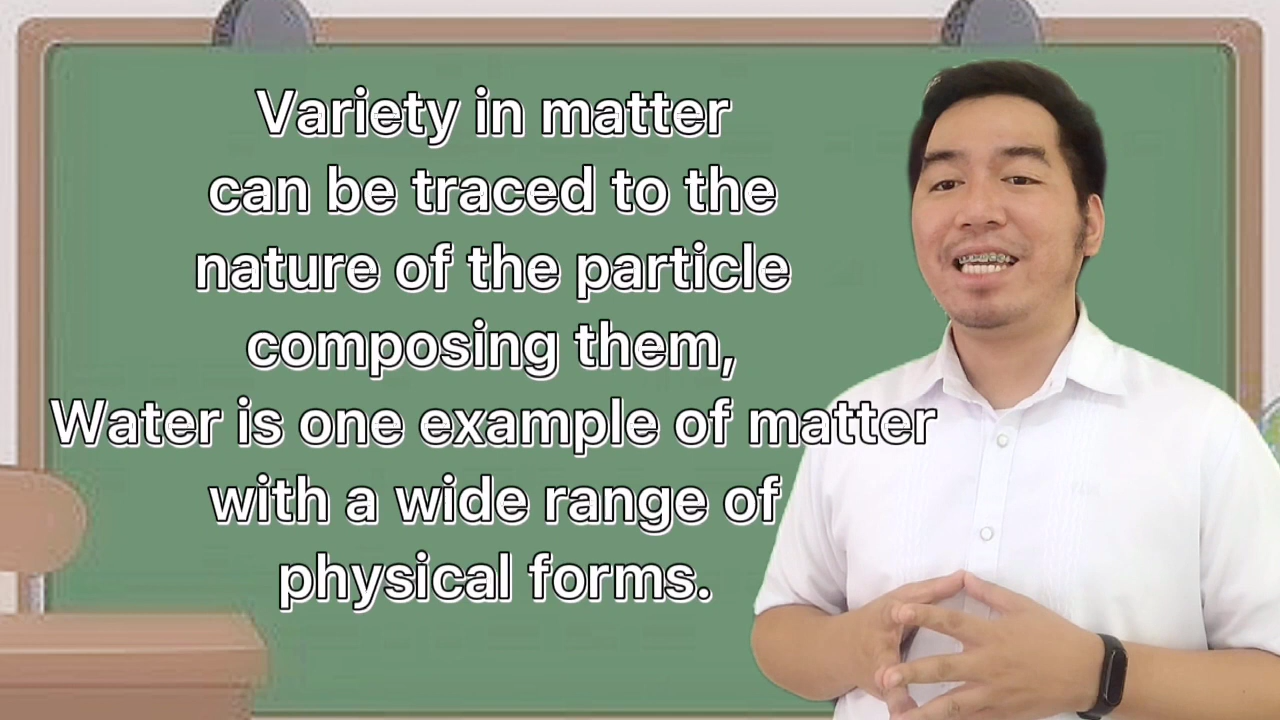 Variety in matter
can be traced to the
nature of the particle
composing them,
Water is one example of matter
with a wide range of
physical forms.